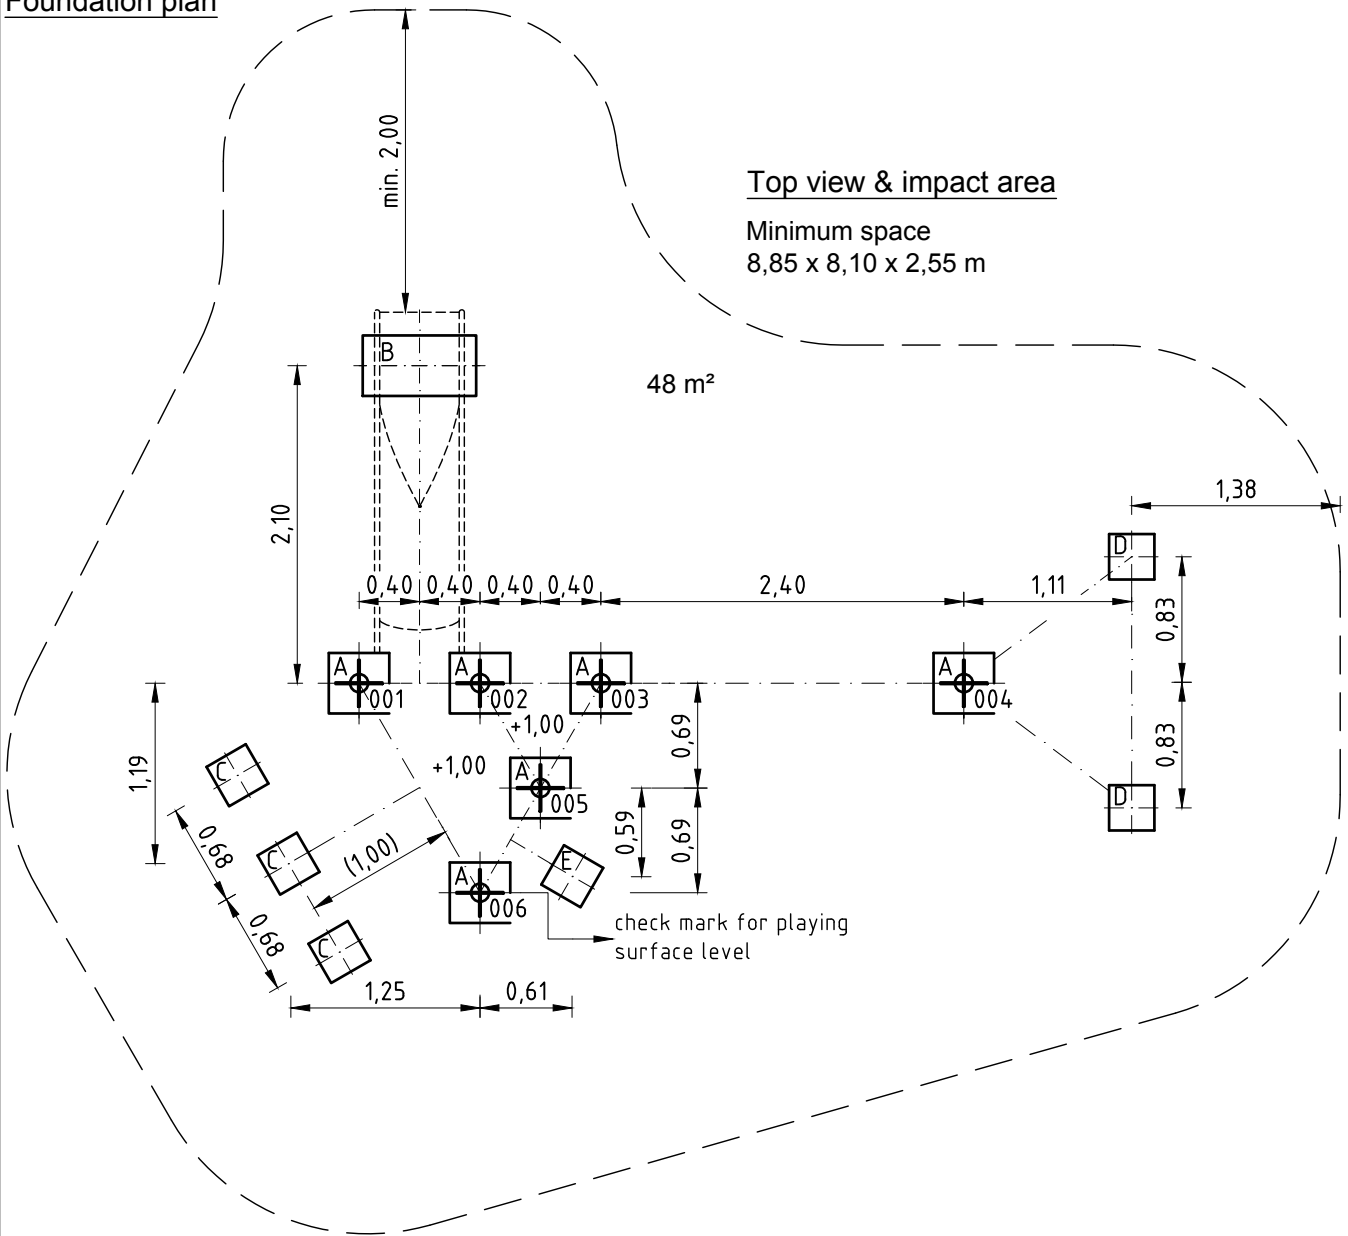 Foundation plan
min. 2,00
Top view & impact area
Minimum space
8,85 x 8,10 x 2,55 m
B
48 m²
2,10
1,38
D
0,40 0,40 0,40 0,40
2,40
1,11
0,83
A
001
A
002
A
003
A
004
+1,00
+1,00
0,69
0,83
1,19
C
A
005
D
0,68
C
(1,00)
0,59
0,69
E
A
006
0,68
C
check mark for playing
surface level
1,25
0,61